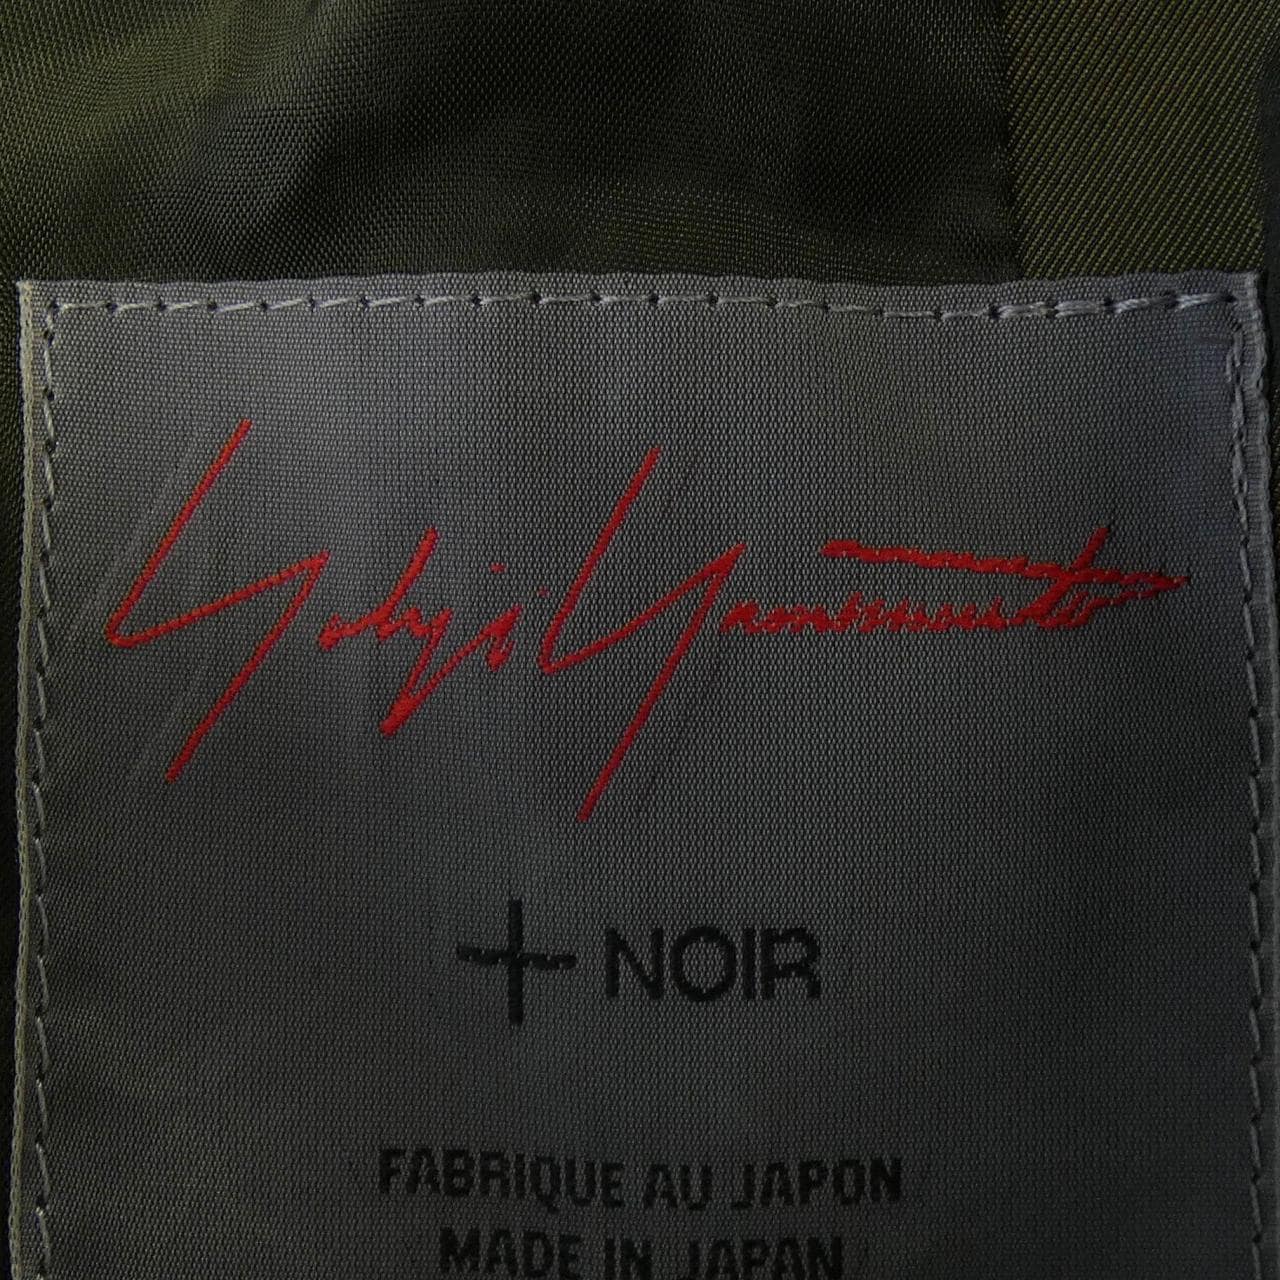 Yohji Yamamoto
+ NOIR
FABRIQUE AU JAPON
MADE IN JAPAN